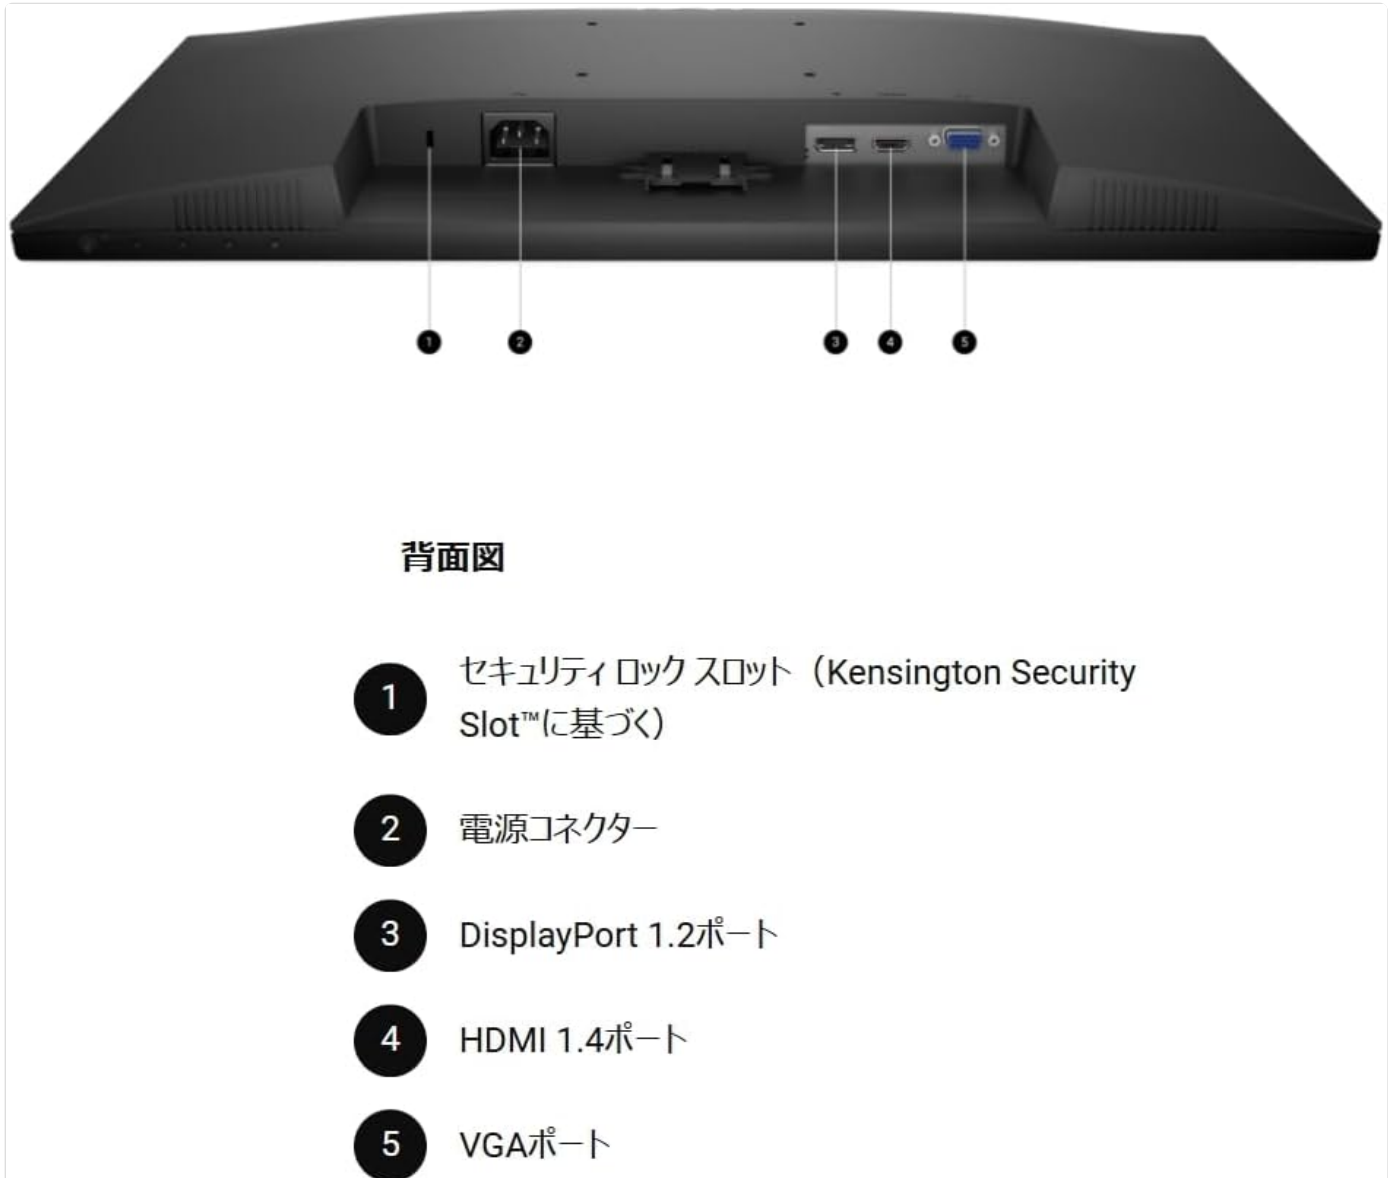 1
2
3
4
5
背面図
1
セキュリティ ロック スロット（Kensington Security
Slot™に基づく）
2
電源コネクター
3
DisplayPort 1.2ポート
4
HDMI 1.4ポート
5
VGAポート